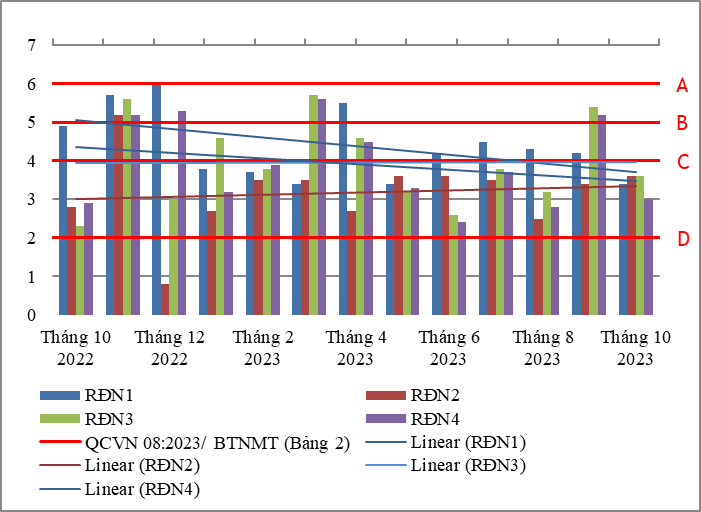 7
6
5
4
3
2
1
0
A
B
C
D
Tháng 10 Tháng 12 Tháng 2 Tháng 4 Tháng 6 Tháng 8 Tháng 10
2022 2022 2023 2023 2023 2023 2023
RĐN1 RĐN2
RĐN3 RĐN4
QCVN 08:2023/ BTNMT (Bảng 2) Linear (RĐN1)
Linear (RĐN2) Linear (RĐN3)
Linear (RĐN4)